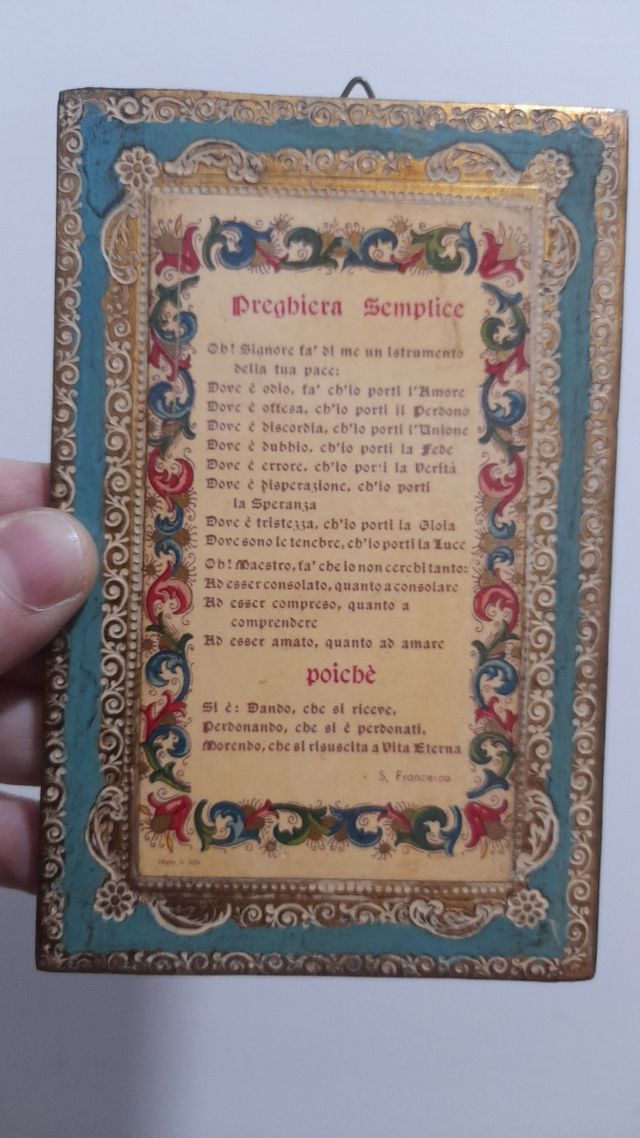 Preghiera Semplice
Oh! Signore fa' di me un istrumento
della tua pace:
Dove è odio, fa' ch'io porti l'Amore
Dove è offesa, ch'io porti il Perdono
Dove è discordia, ch'io porti l'Unione
Dove è dubbio, ch'io porti la Fede
Dove è errore, ch'io porti la Verità
Dove è disperazione, ch'io porti
la Speranza
Dove è tristezza, ch'io porti la Gioia
Dove sono le tenebre, ch'io porti la Luce
Oh! Maestro, fa' che io non cerchi tanto:
Ad esser consolato, quanto a consolare
Ad esser compreso, quanto a
comprendere
Ad esser amato, quanto ad amare
poichè
Si è: Dando, che si riceve,
Perdonando, che si è perdonati,
Morendo, che si risuscita a Vita Eterna
S. Francesco
Made in Italy